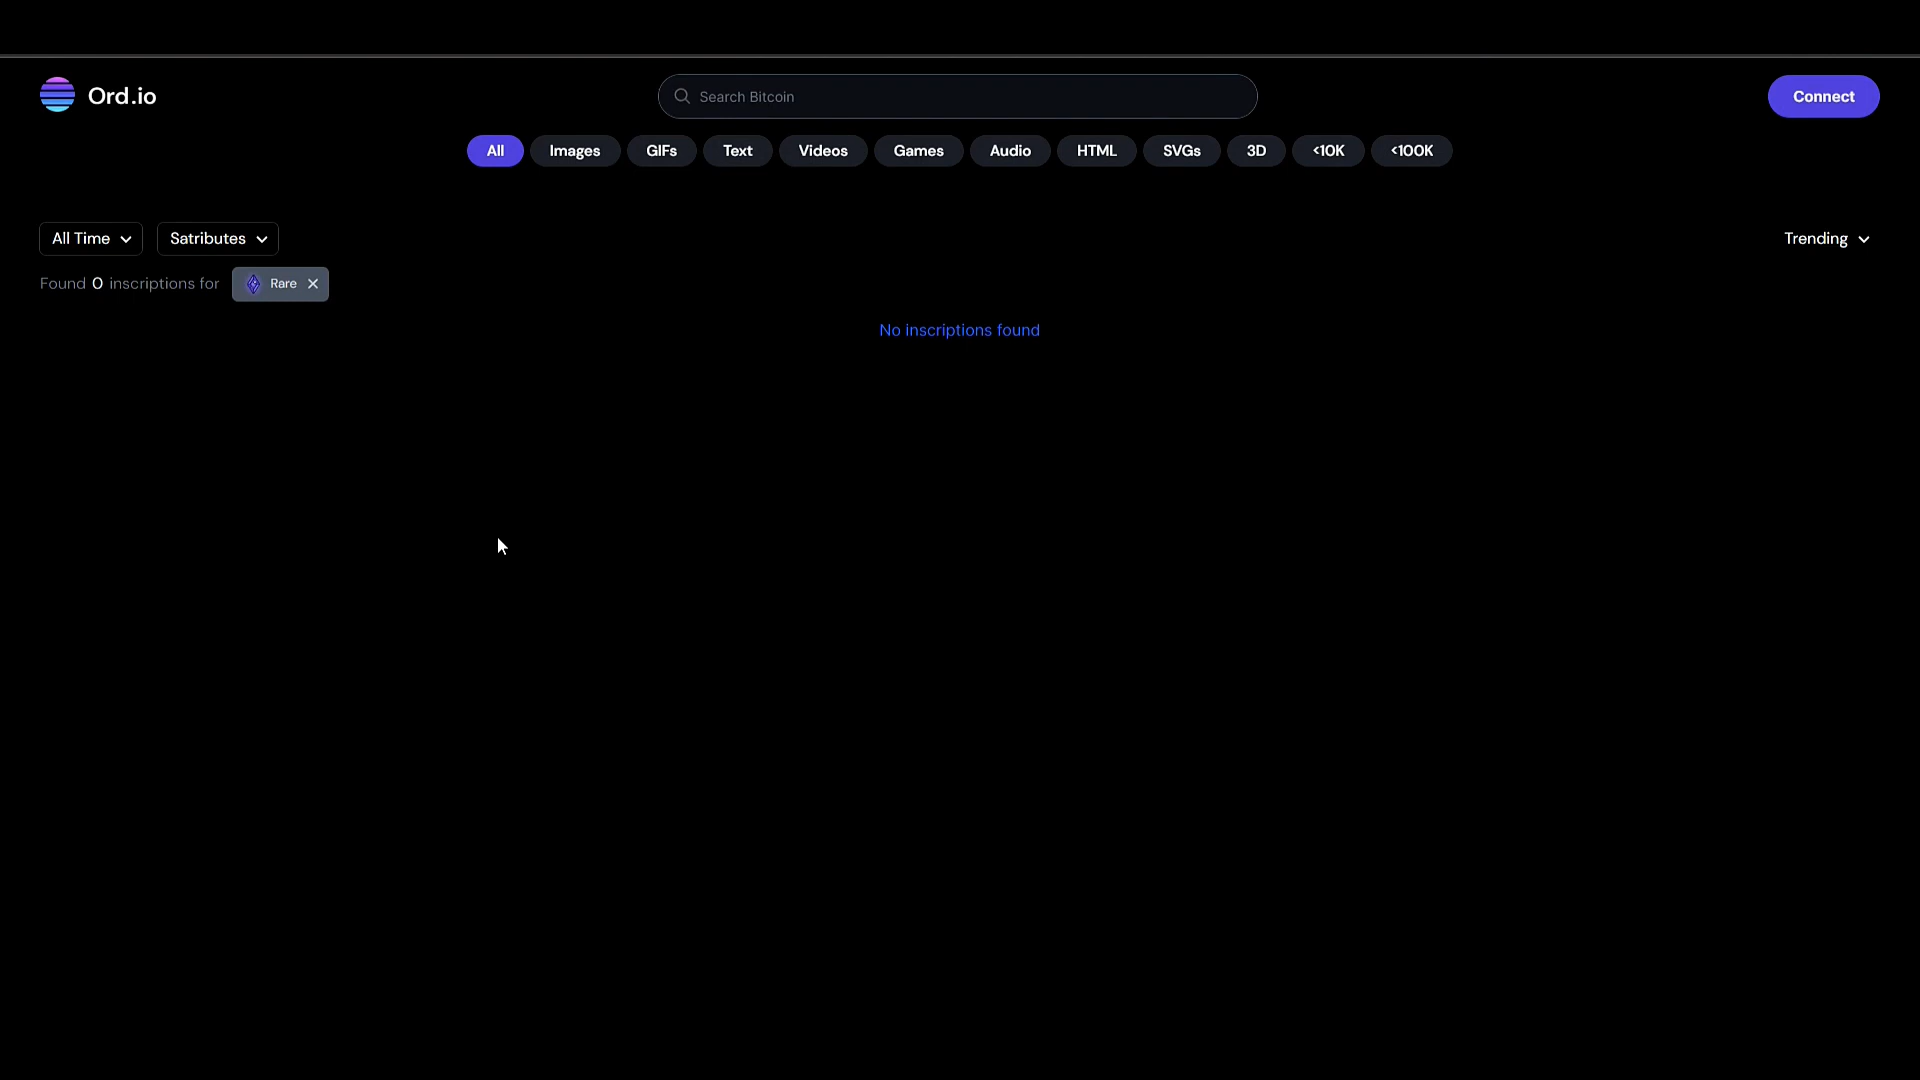 Ord.io
Search Bitcoin
Connect
All Images GIFs Text Videos Games Audio HTML SVGs 3D <10K <100K
All Time Satributes Trending
Found 0 inscriptions for Rare
No inscriptions found